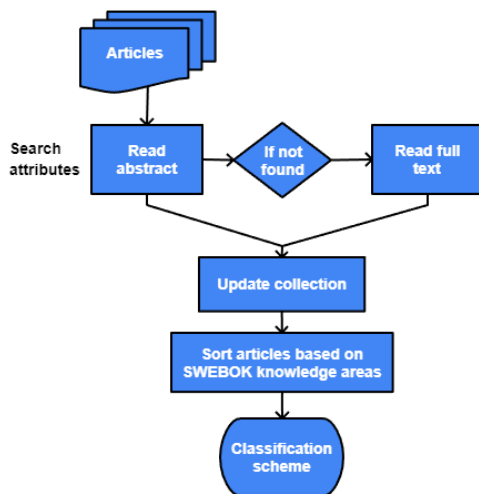 Articles
Search
attributes
Read
abstract
If not
found
Read full
text
Update collection
Sort articles based on
SWEBOK knowledge areas
Classification
scheme